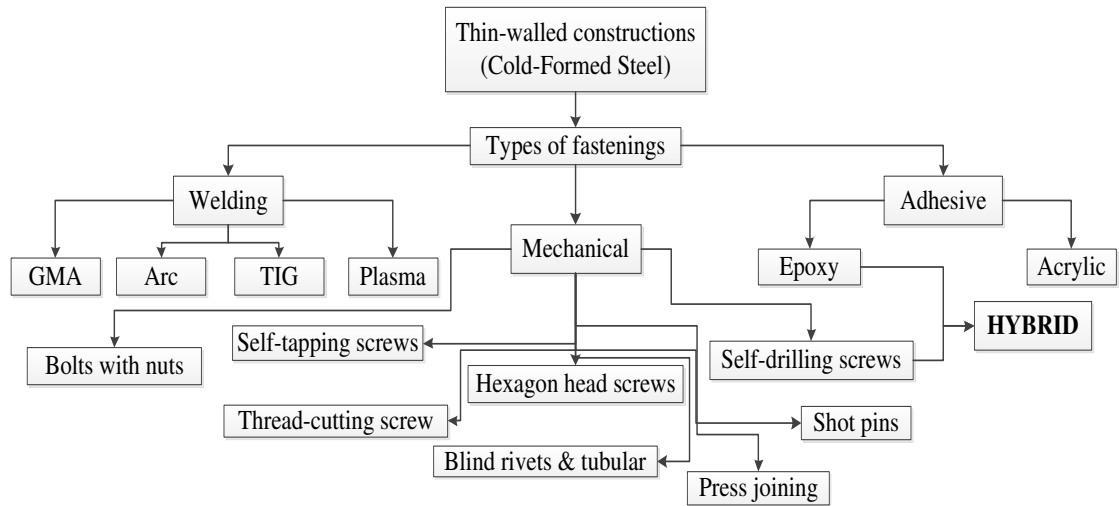 Thin-walled constructions
(Cold-Formed Steel)
Types of fastenings
Welding
Adhesive
Mechanical
GMA
Arc
TIG
Plasma
Epoxy
Acrylic
HYBRID
Self-tapping screws
Bolts with nuts
Self-drilling screws
Hexagon head screws
Thread-cutting screw
Shot pins
Blind rivets & tubular
Press joining